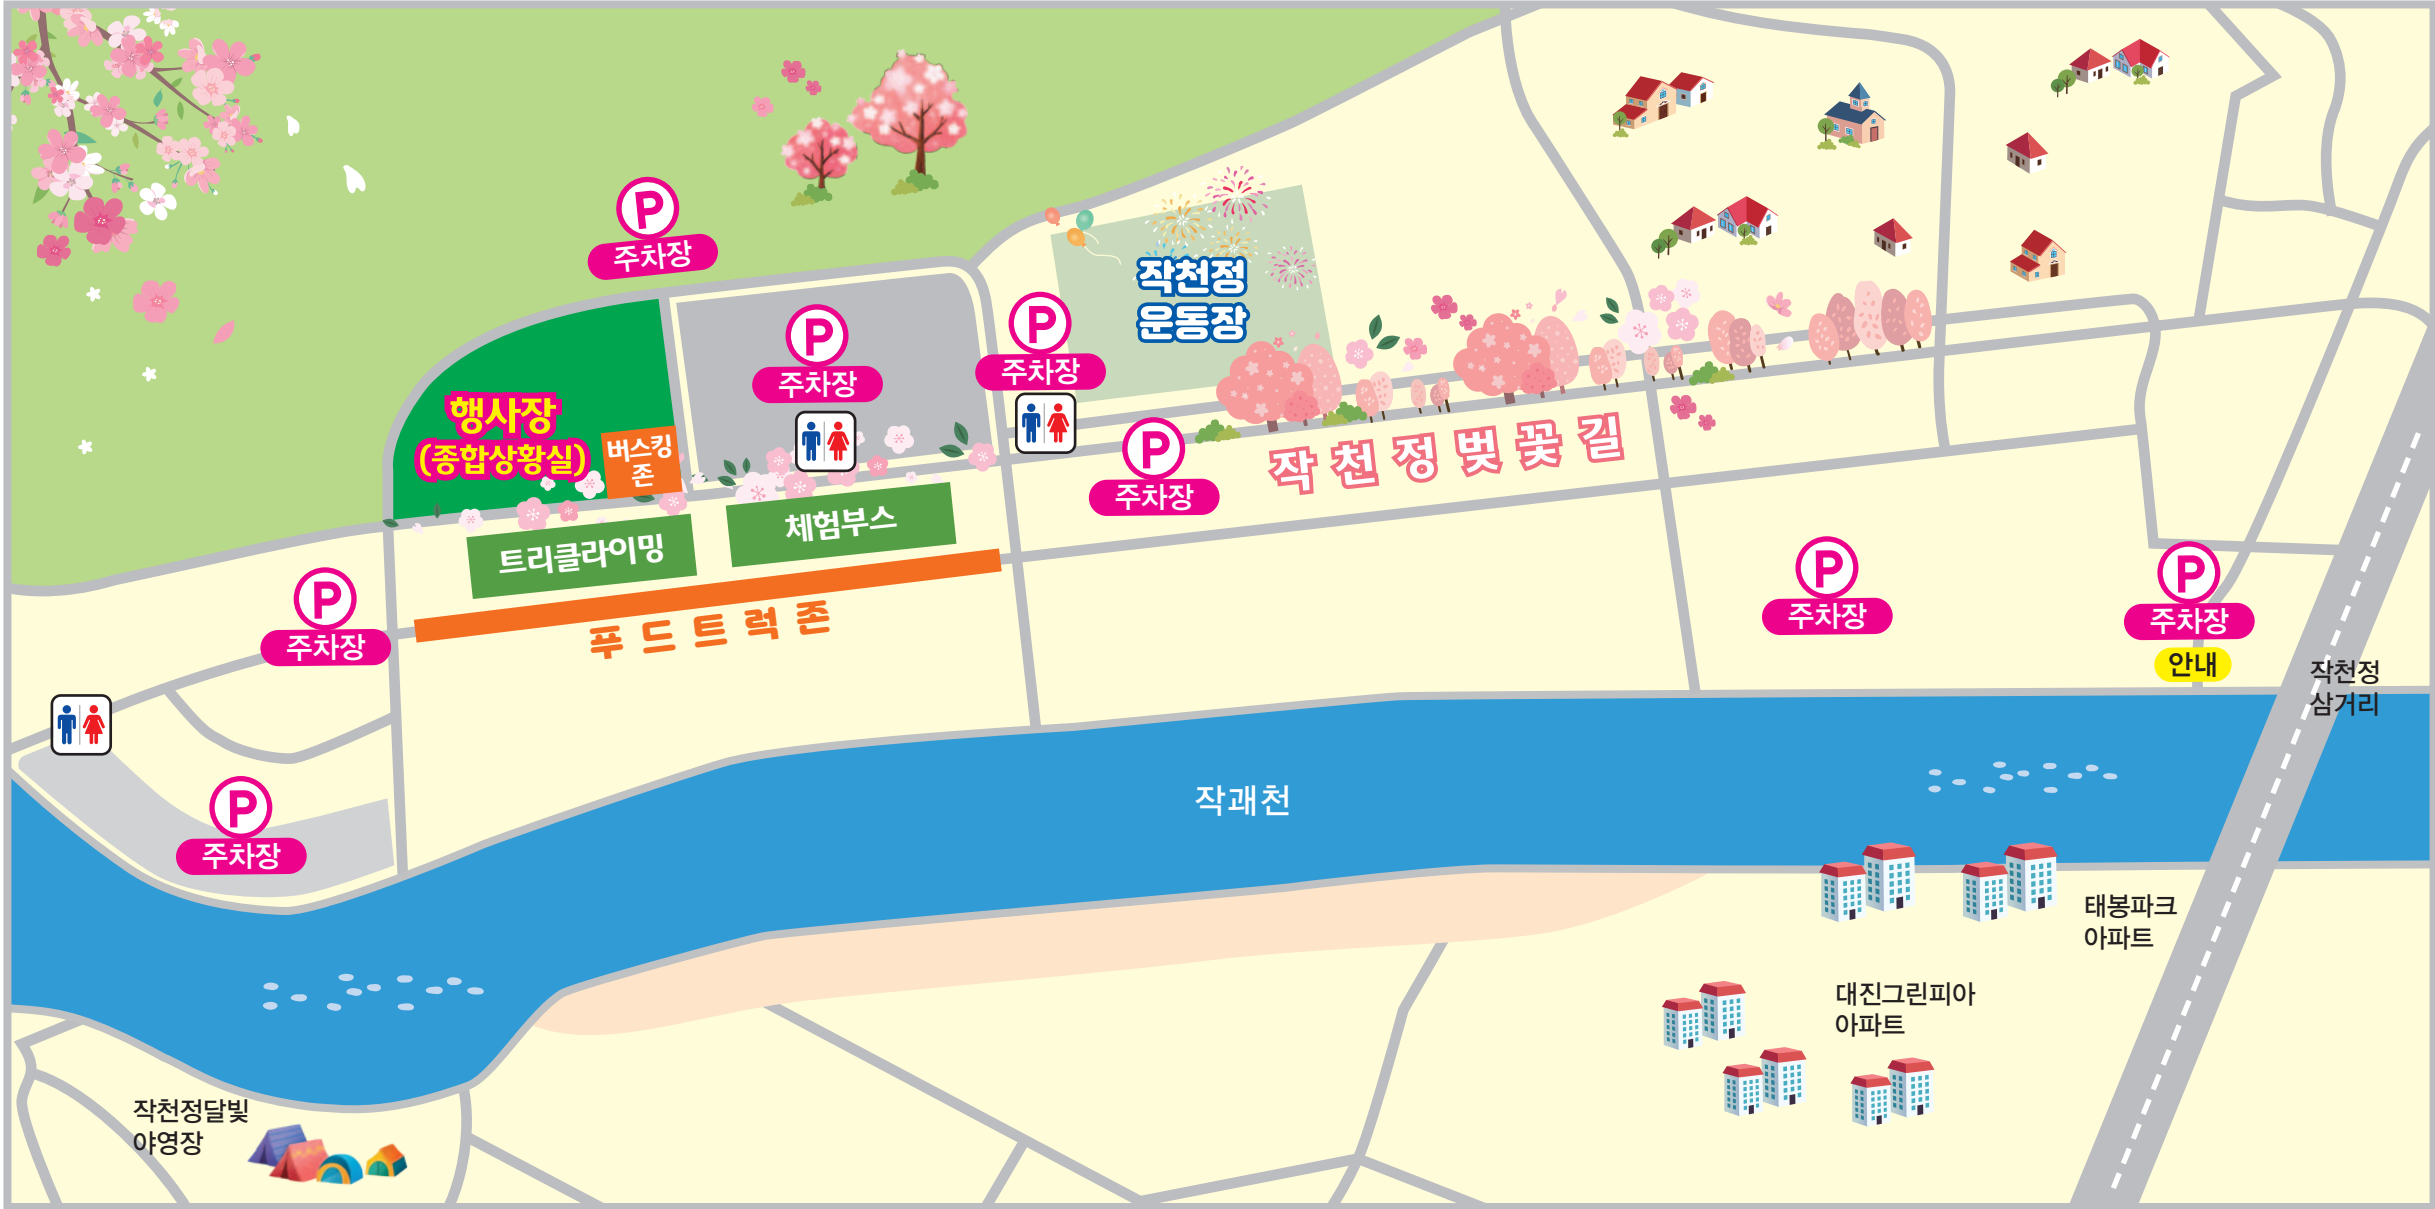 P
주차장
P
주차장
P
주차장
작천정
운동장
행사장
(종합상황실)
버스킹
존
P
주차장
작천정벚꽃길
트리클라이밍
체험부스
푸드트럭존
P
주차장
P
주차장
P
주차장
안내
작천정
삼거리
P
주차장
작괘천
태봉파크
아파트
대진그린피아
아파트
작천정달빛
야영장